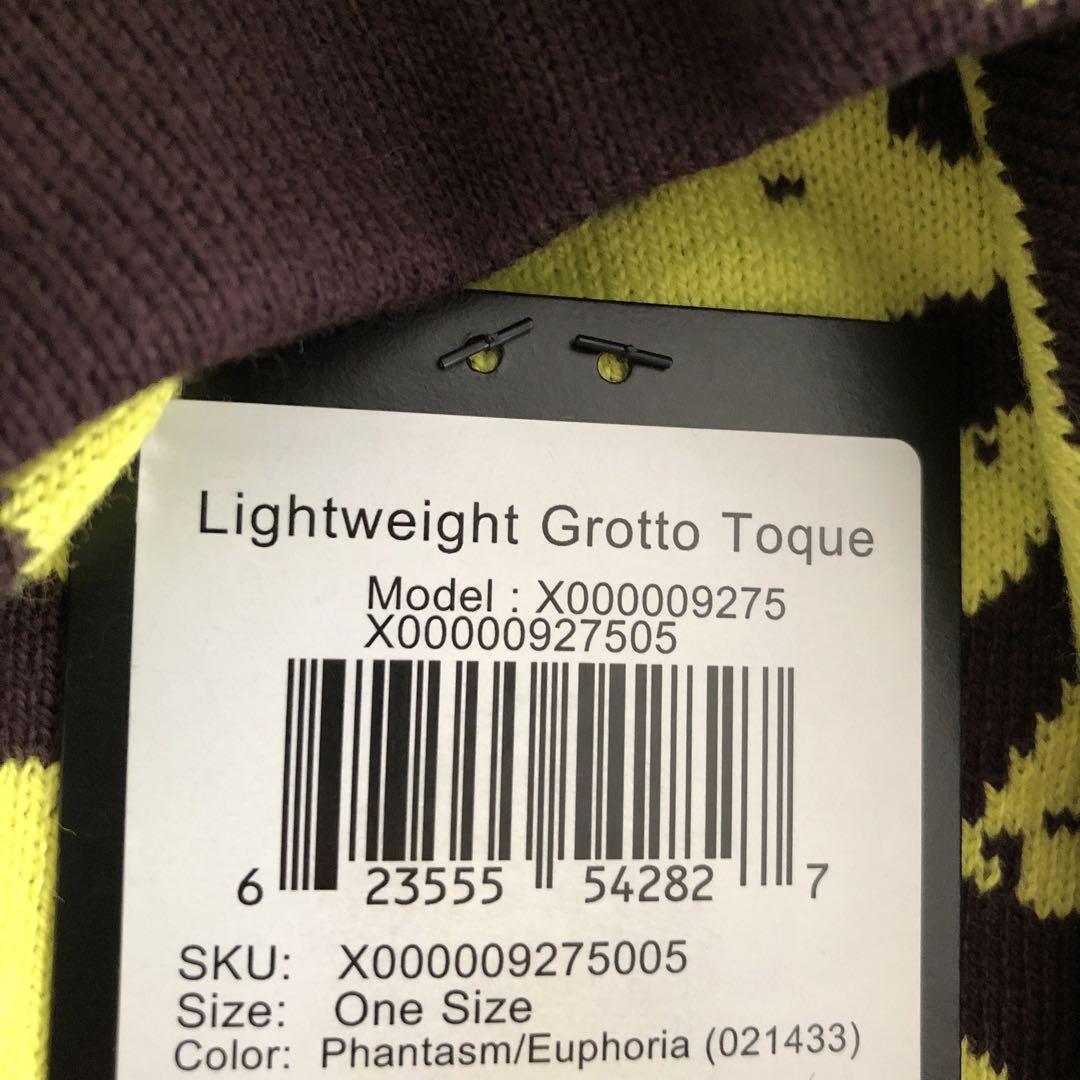 Lightweight Grotto Toque
Model : X000009275
X00000927505
6 23555 54282 7
SKU: X000009275005
Size: One Size
Color: Phantasm/Euphoria (021433)